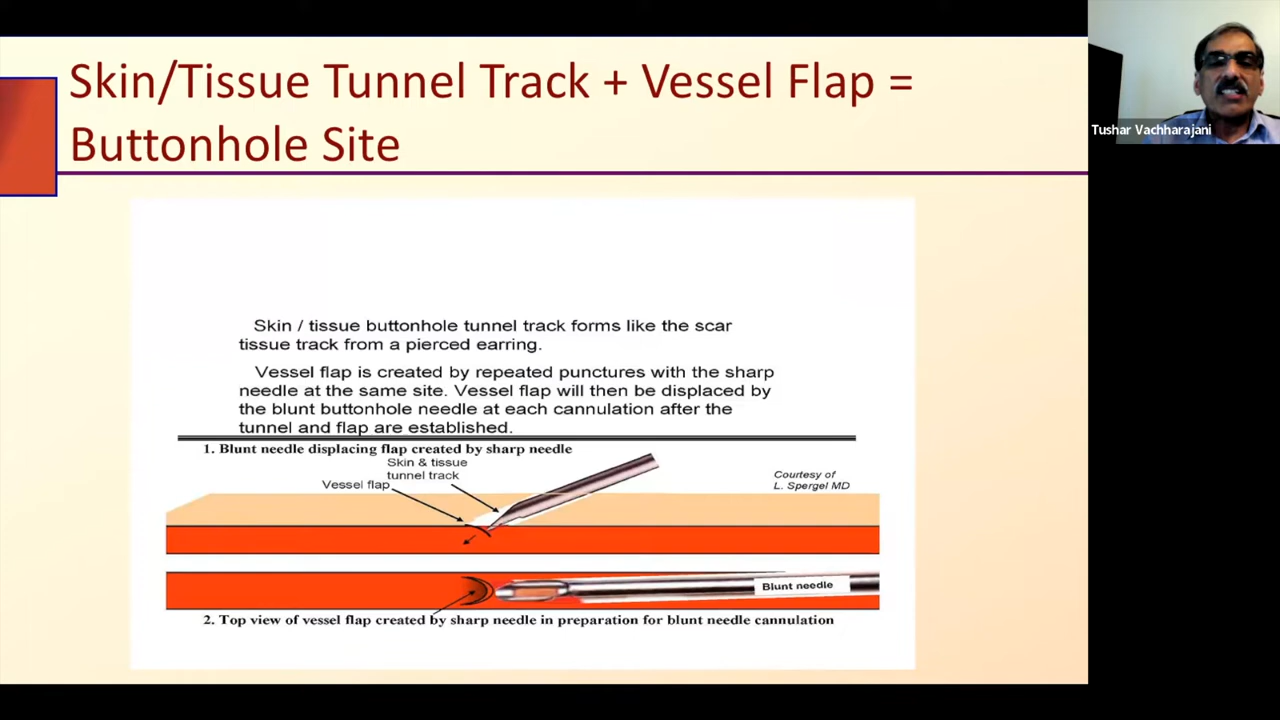 Skin/Tissue Tunnel Track + Vessel Flap =
Buttonhole Site
Tushar Vachharajani
Skin / tissue buttonhole tunnel track forms like the scar
tissue track from a pierced earring.
Vessel flap is created by repeated punctures with the sharp
needle at the same site. Vessel flap will then be displaced by
the blunt buttonhole needle at each cannulation after the
tunnel and flap are established.
1. Blunt needle displacing flap created by sharp needle
Skin & tissue
tunnel track
Vessel flap
Courtesy of
L. Spergel MD
Blunt needle
2. Top view of vessel flap created by sharp needle in preparation for blunt needle cannulation